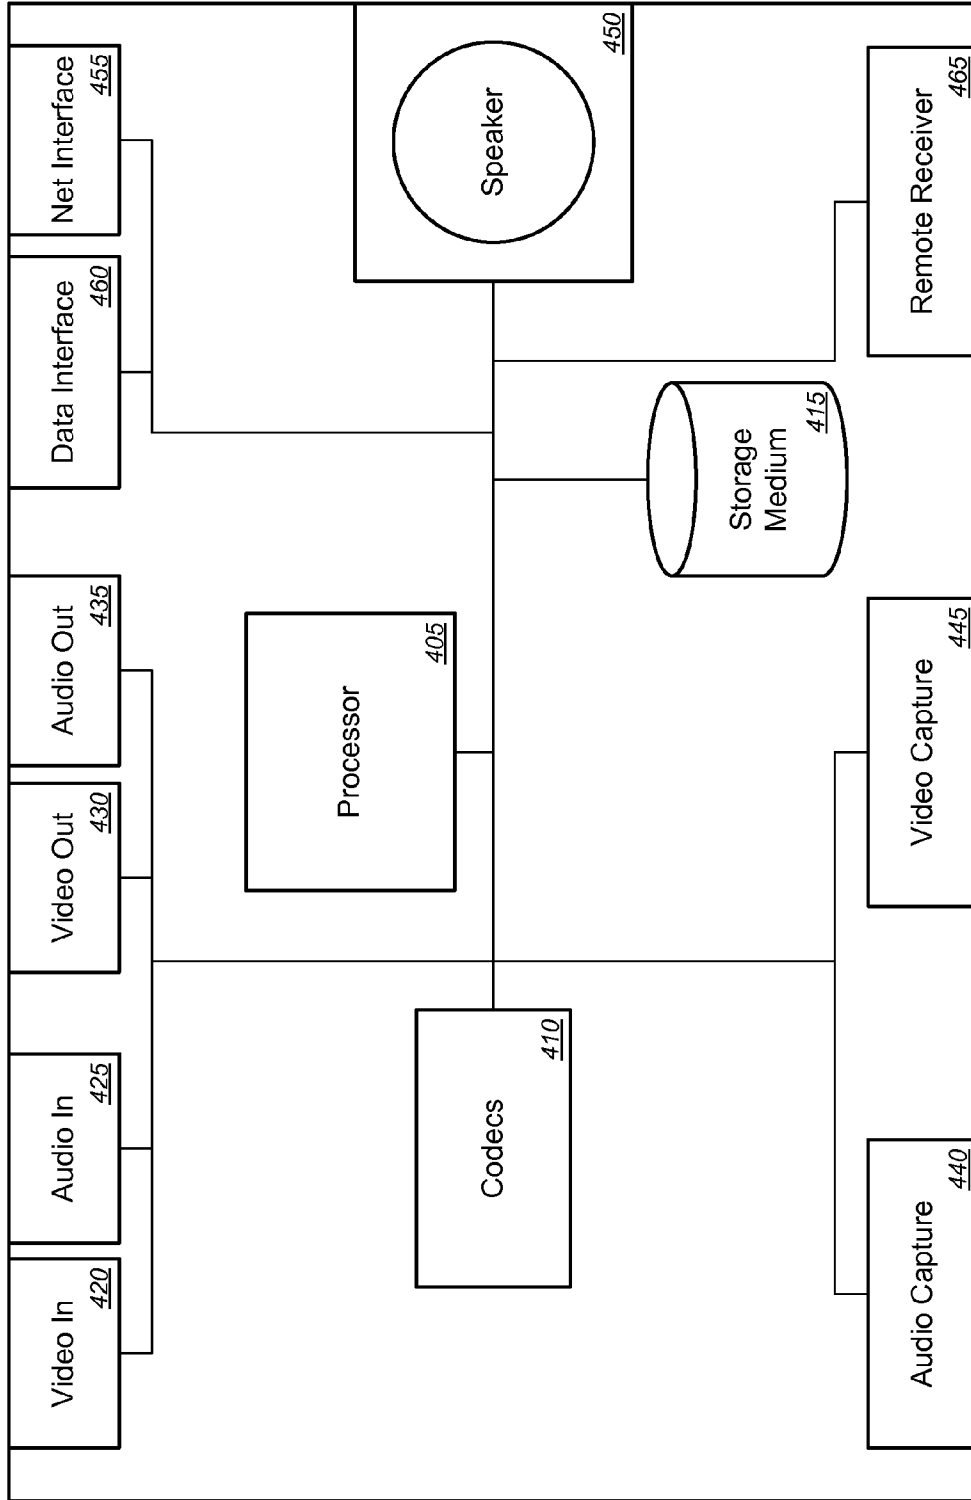 Video In
420
Audio In
425
Video Out
430
Audio Out
435
Data Interface
460
Net Interface
455
Codecs
410
Processor
405
Speaker
450
Storage
Medium
415
Audio Capture
440
Video Capture
445
Remote Receiver
465